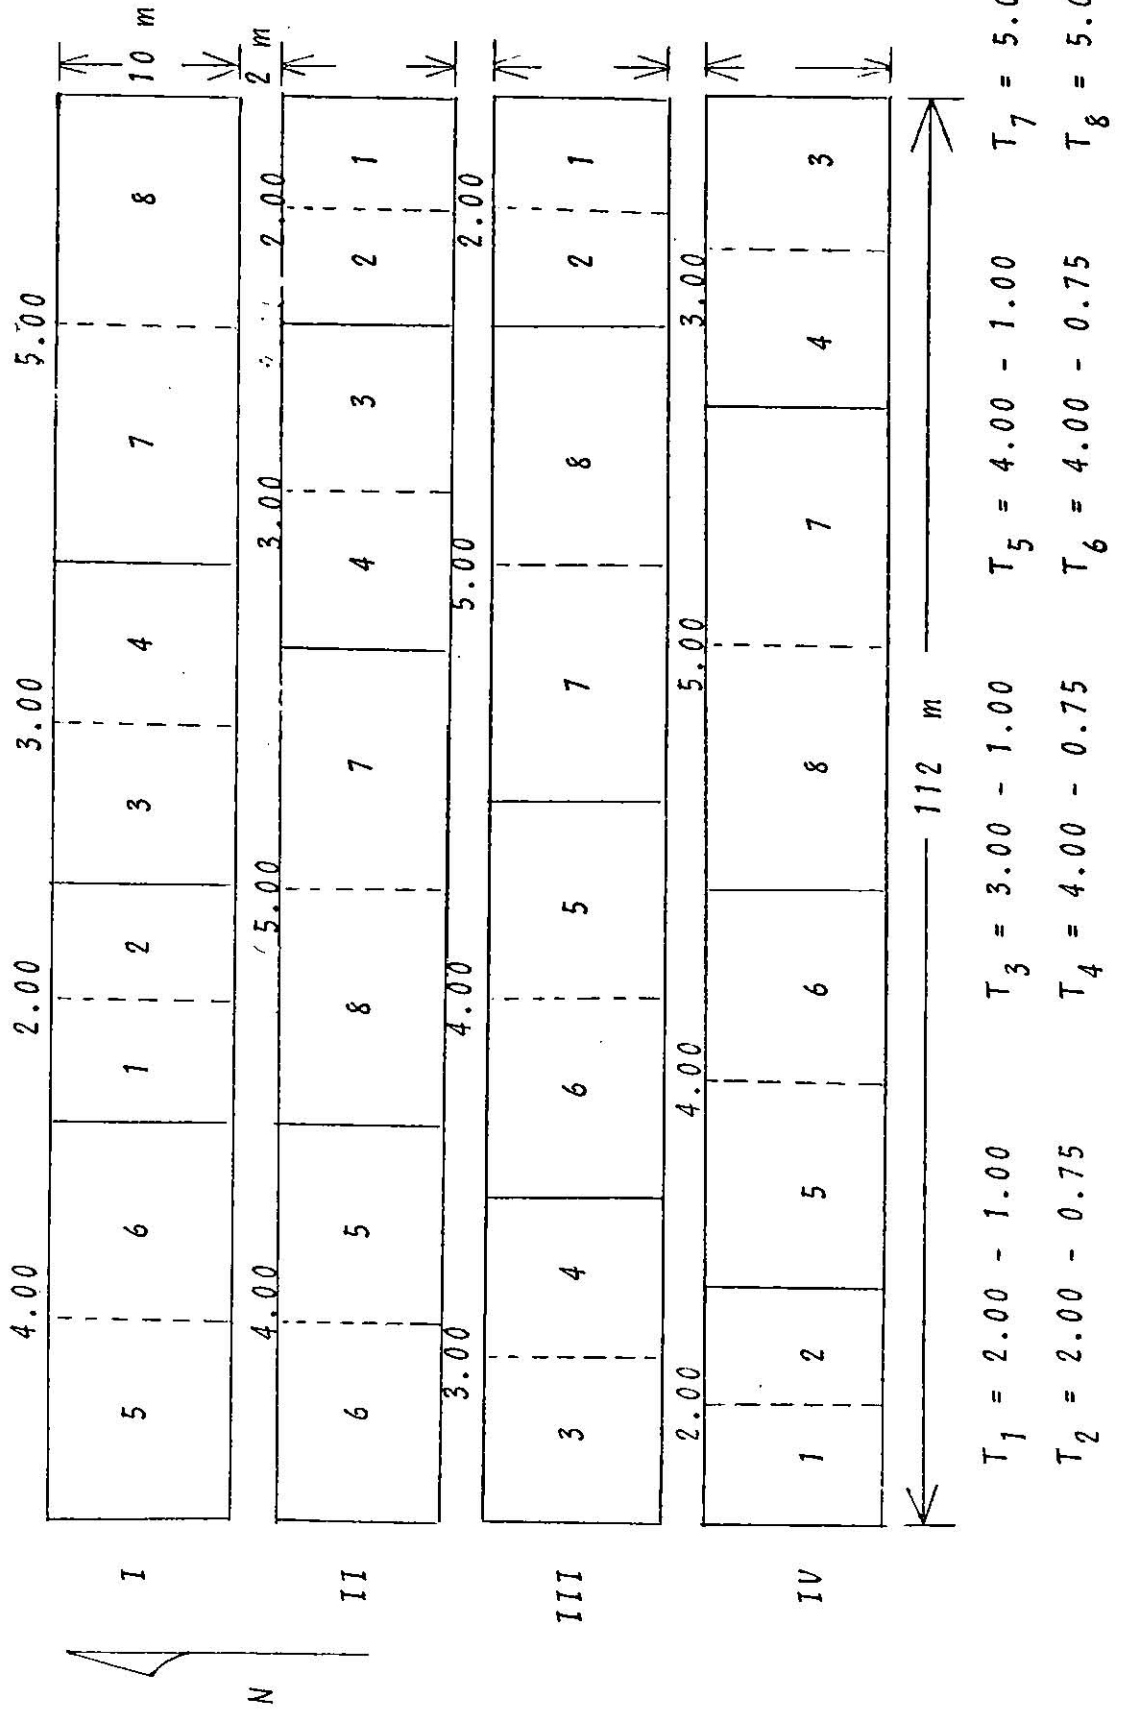 4.00 2.00 3.00 5.00
I 5 6 1 2 3 4 7 8 10 m
N 4.00 5.00 3.00 2.00 2 m
II 6 5 8 7 4 3 2 1
3.00 4.00 5.00 2.00
III 3 4 6 5 7 8 2 1
2.00 4.00 5.00 3.00
IV 1 2 5 6 8 7 4 3
112 m
T1 = 2.00 - 1.00 T3 = 3.00 - 1.00 T5 = 4.00 - 1.00 T7 = 5.0
T2 = 2.00 - 0.75 T4 = 4.00 - 0.75 T6 = 4.00 - 0.75 T8 = 5.0